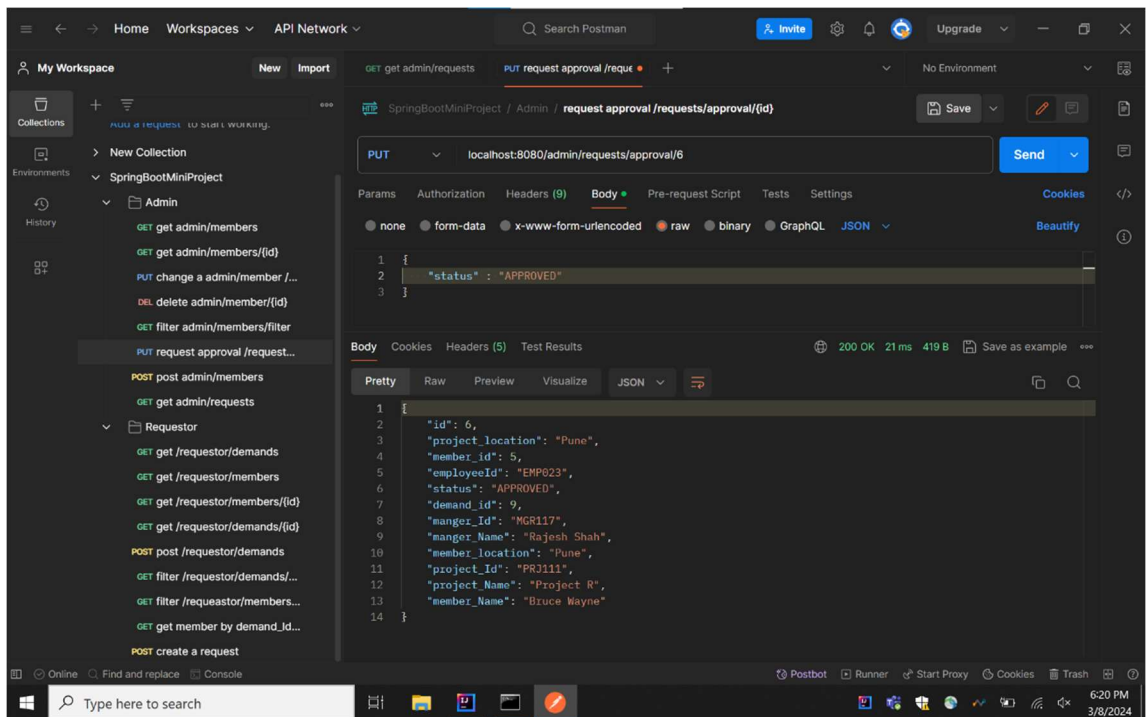 Home Workspaces API Network Search Postman Invite Upgrade
My Workspace New Import GET get admin/requests PUT request approval /reque No Environment
Collections
Environments
History
Add a request to start working.
New Collection
SpringBootMiniProject
Admin
GET get admin/members
GET get admin/members/{id}
PUT change a admin/member /...
DEL delete admin/member/{id}
GET filter admin/members/filter
PUT request approval /request...
POST post admin/members
GET get admin/requests
Requestor
GET get /requestor/demands
GET get /requestor/members
GET get /requestor/members/{id}
GET get /requestor/demands/{id}
POST post /requestor/demands
GET filter /requestor/demands/...
GET filter /requeastor/members...
GET get member by demand_Id...
POST create a request
HTTP SpringBootMiniProject / Admin / request approval /requests/approval/{id} Save
PUT localhost:8080/admin/requests/approval/6 Send
Params Authorization Headers (9) Body Pre-request Script Tests Settings Cookies
none form-data x-www-form-urlencoded raw binary GraphQL JSON Beautify
1 {
2 "status" : "APPROVED"
3 }
Body Cookies Headers (5) Test Results 200 OK 21 ms 419 B Save as example
Pretty Raw Preview Visualize JSON
1 {
2 "id": 6,
3 "project_location": "Pune",
4 "member_id": 5,
5 "employeeId": "EMP023",
6 "status": "APPROVED",
7 "demand_id": 9,
8 "manger_Id": "MGR117",
9 "manger_Name": "Rajesh Shah",
10 "member_location": "Pune",
11 "project_Id": "PRJ111",
12 "project_Name": "Project R",
13 "member_Name": "Bruce Wayne"
14 }
Online Find and replace Console Postbot Runner Start Proxy Cookies Trash
Type here to search
6:20 PM
3/8/2024